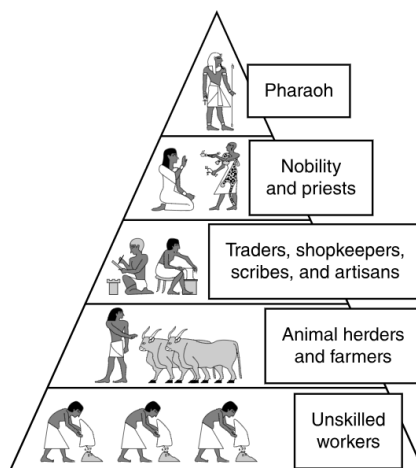 Pharaoh
Nobility
and priests
Traders, shopkeepers,
scribes, and artisans
Animal herders
and farmers
Unskilled
workers